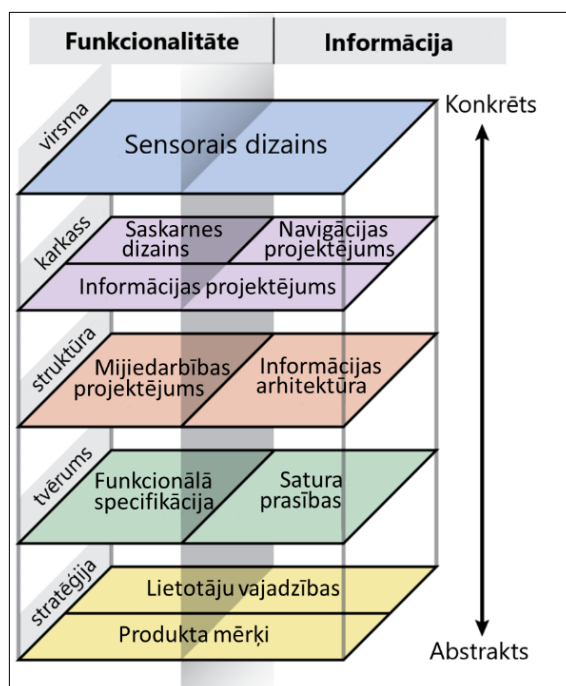 Funkcionalitāte
Informācija
virsma
Konkrēts
Sensorais dizains
karkass
Saskarnes
dizains
Navigācijas
projektējums
Informācijas projektējums
struktūra
Mijiedarbības
projektējums
Informācijas
arhitektūra
tvērums
Funkcionālā
specifikācija
Satura
prasības
stratēģija
Lietotāju vajadzības
Produkta mērķi
Abstrakts